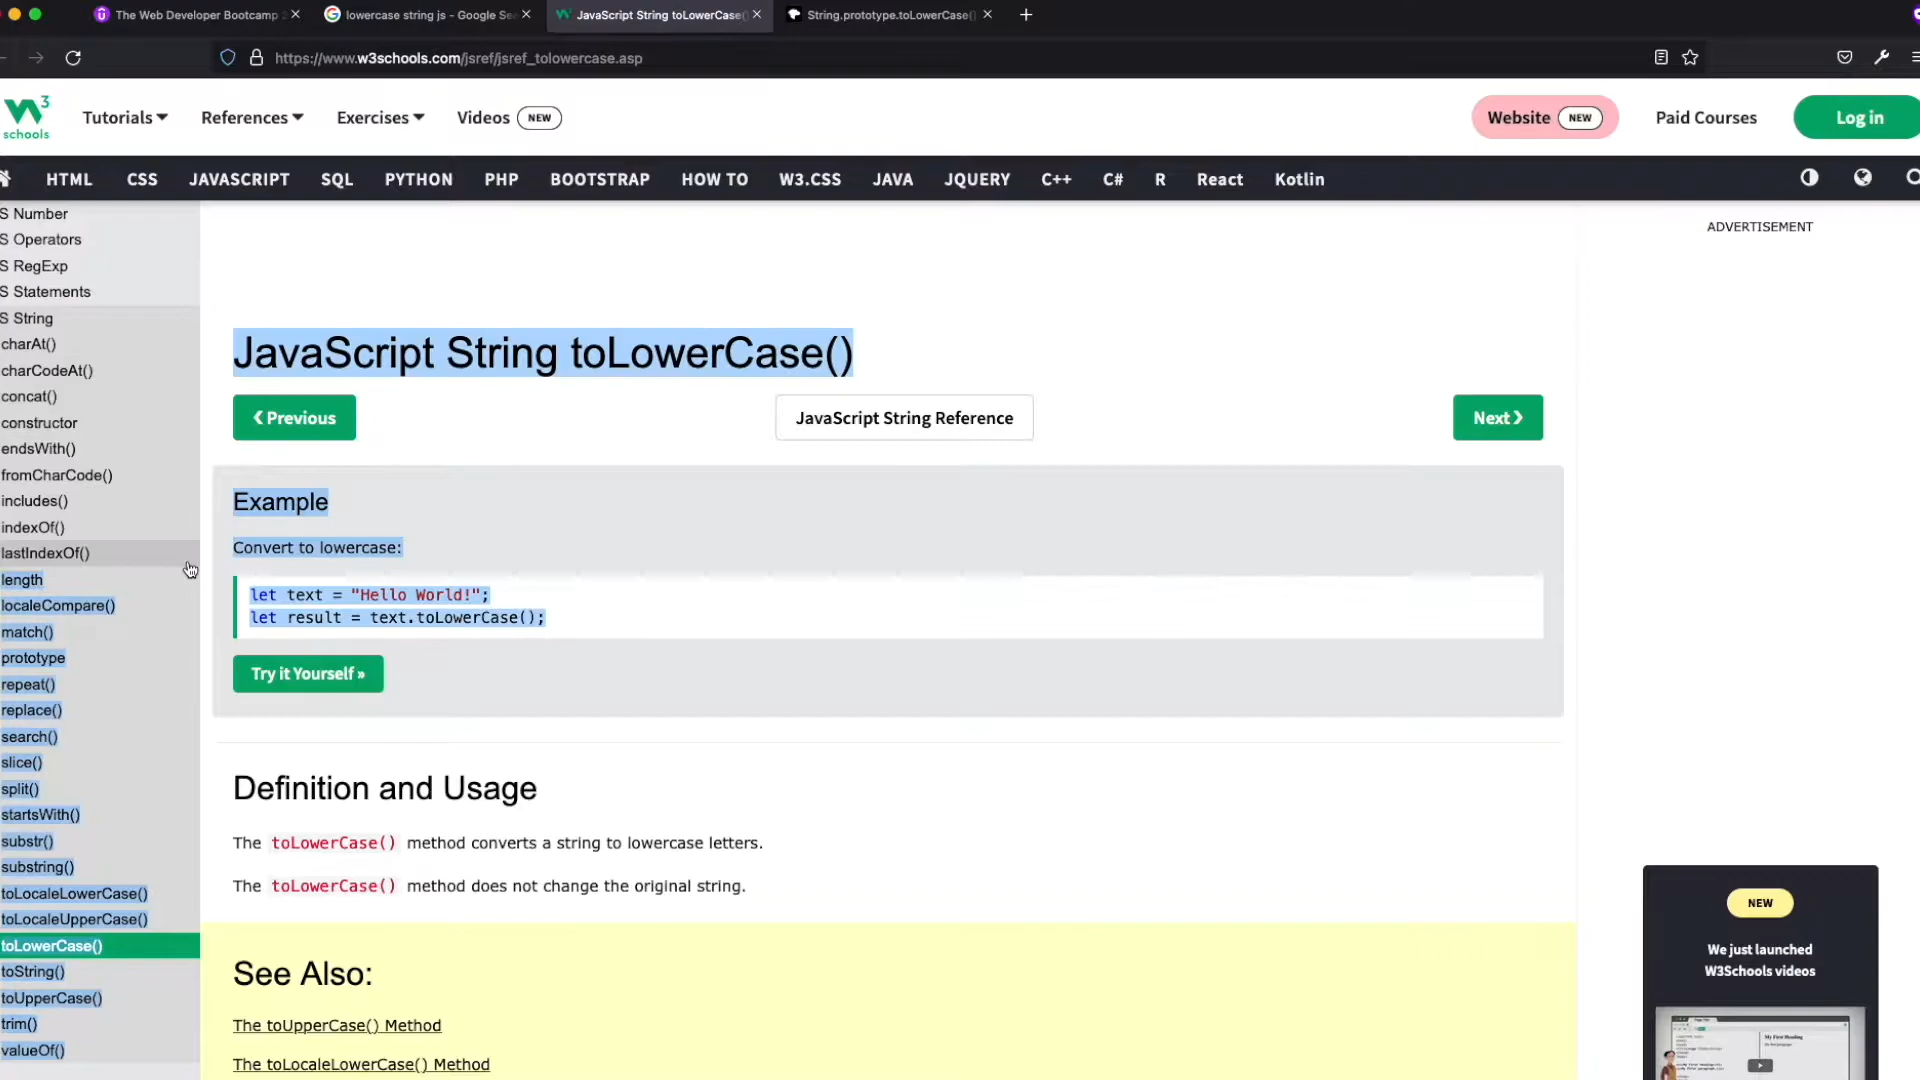 The Web Developer Bootcamp 2
lowercase string js - Google Se
JavaScript String toLowerCase(
String.prototype.toLowerCase()
https://www.w3schools.com/jsref/jsref_tolowercase.asp
W3
schools
Tutorials
References
Exercises
Videos NEW
Website NEW
Paid Courses
Log in
HTML
CSS
JAVASCRIPT
SQL
PYTHON
PHP
BOOTSTRAP
HOW TO
W3.CSS
JAVA
JQUERY
C++
C#
R
React
Kotlin
S Number
S Operators
S RegExp
S Statements
S String
charAt()
charCodeAt()
concat()
constructor
endsWith()
fromCharCode()
includes()
indexOf()
lastIndexOf()
length
localeCompare()
match()
prototype
repeat()
replace()
search()
slice()
split()
startsWith()
substr()
substring()
toLocaleLowerCase()
toLocaleUpperCase()
toLowerCase()
toString()
toUpperCase()
trim()
valueOf()
JavaScript String toLowerCase()
❮ Previous
JavaScript String Reference
Next ❯
Example
Convert to lowercase:
let text = "Hello World!";
let result = text.toLowerCase();
Try it Yourself »
Definition and Usage
The toLowerCase() method converts a string to lowercase letters.
The toLowerCase() method does not change the original string.
See Also:
The toUpperCase() Method
The toLocaleLowerCase() Method
ADVERTISEMENT
NEW
We just launched
W3Schools videos
My First Heading